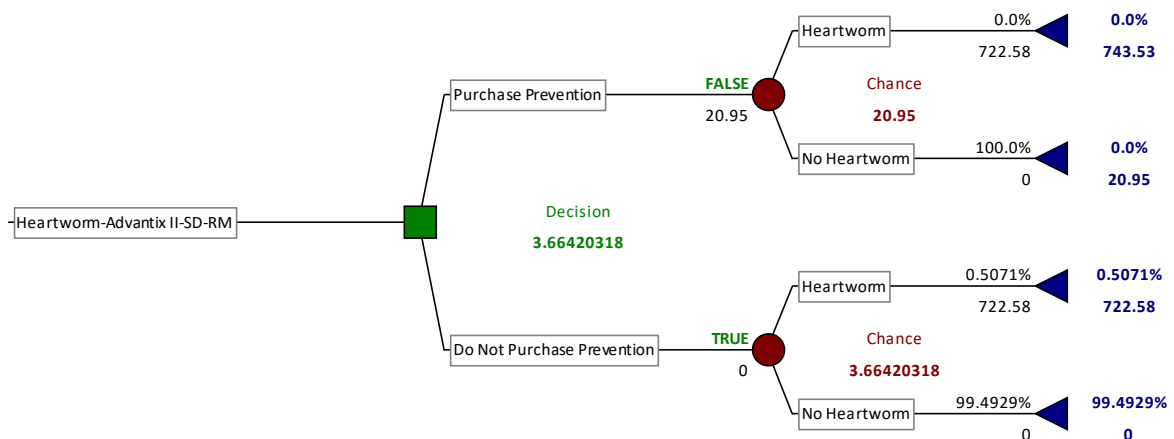 0.0% 0.0%
Heartworm
722.58 743.53
FALSE Chance
Purchase Prevention
20.95 20.95
100.0% 0.0%
No Heartworm
0 20.95
Decision
Heartworm-Advantix II-SD-RM
3.66420318
0.5071% 0.5071%
Heartworm
722.58 722.58
TRUE Chance
Do Not Purchase Prevention
0 3.66420318
99.4929% 99.4929%
No Heartworm
0 0